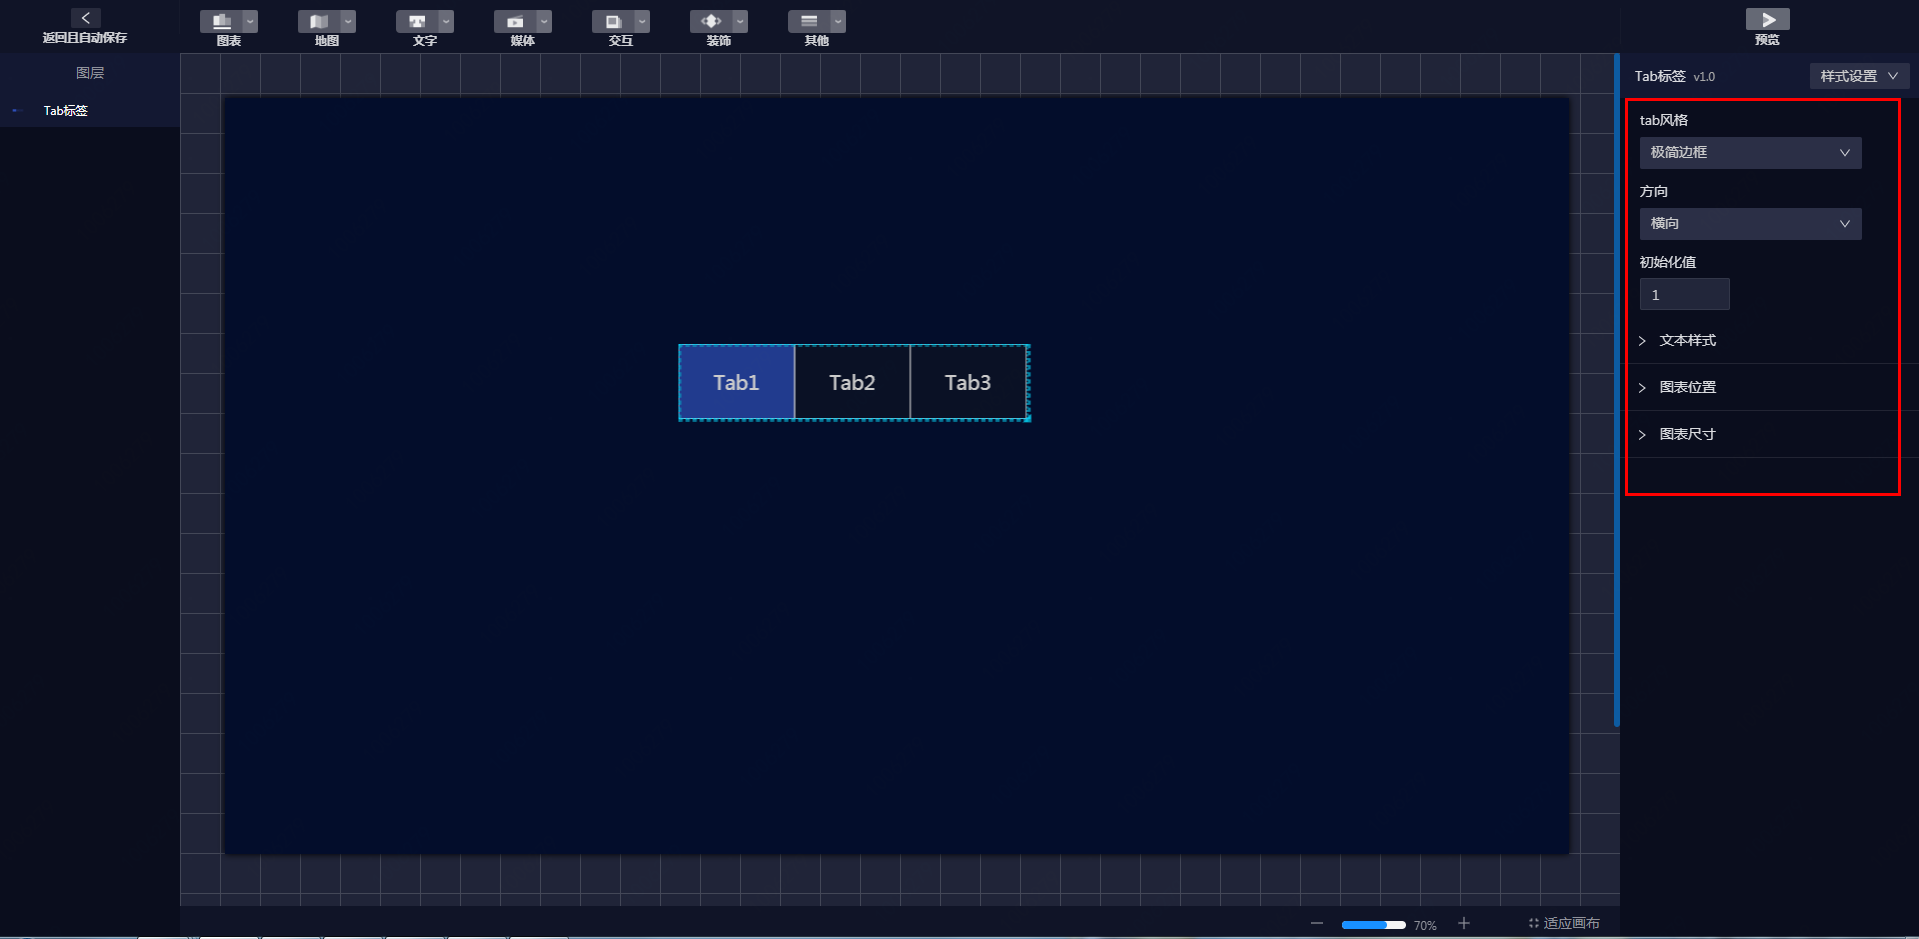 返回且自动保存
图表
地图
文字
媒体
交互
装饰
其他
预览
图层
Tab标签
Tab标签 v1.0
样式设置
tab风格
极简边框
方向
横向
初始化值
1
文本样式
图表位置
图表尺寸
Tab1
Tab2
Tab3
70%
适应画布